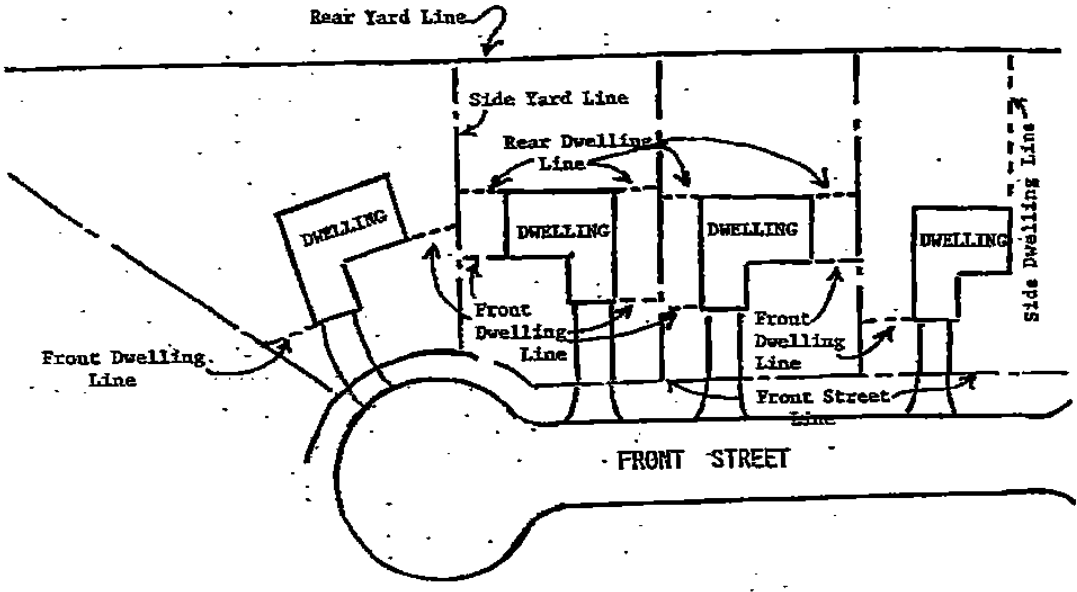 Rear Yard Line
Side Yard Line
Rear Dwelling
Line
Side Dwelling Line
DWELLING
DWELLING
DWELLING
DWELLING
Front
Dwelling
Line
Front
Dwelling
Line
Front Dwelling
Line
Front Street
Line
FRONT STREET